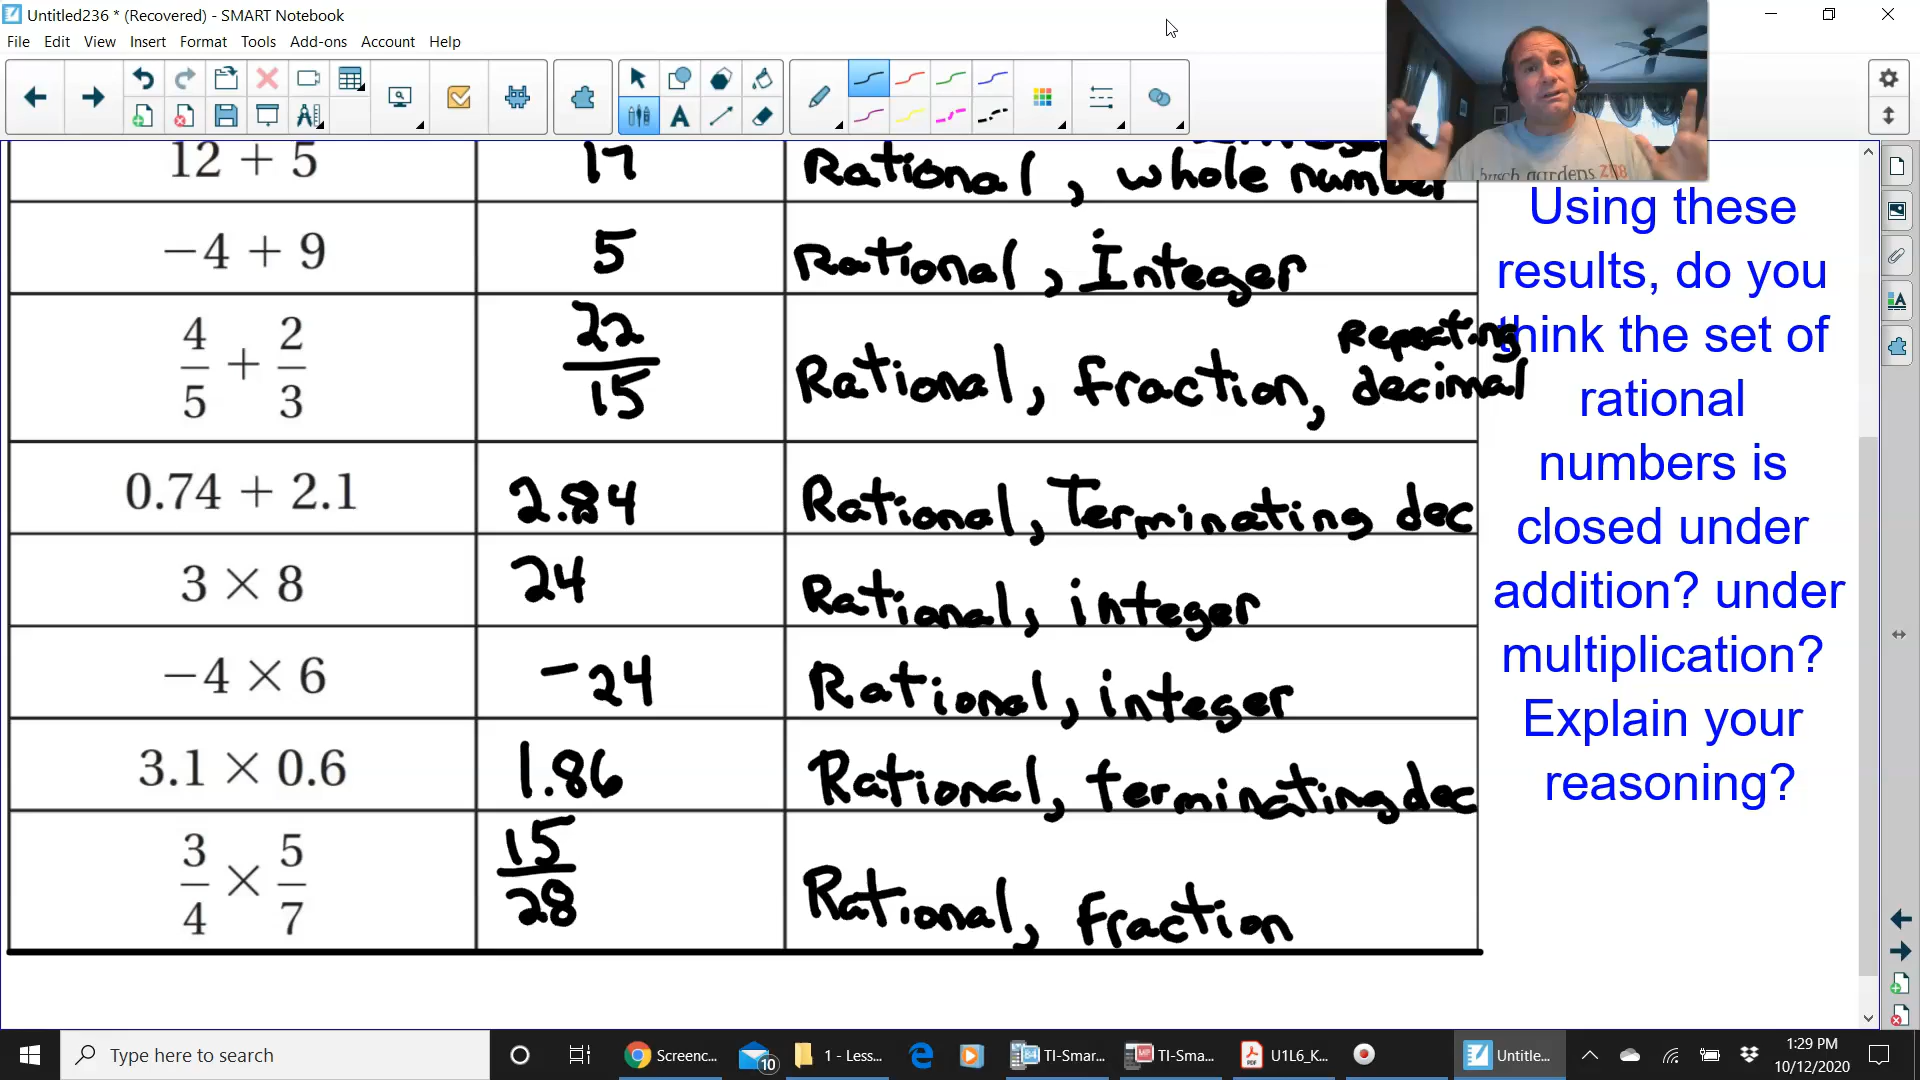 Untitled236 * (Recovered) - SMART Notebook
File Edit View Insert Format Tools Add-ons Account Help
12 + 5 17 Rational, whole number
−4 + 9 5 Rational, Integer
4/5 + 2/3 22/15 Rational, fraction, Repeating decimal
0.74 + 2.1 2.84 Rational, Terminating dec
3 × 8 24 Rational, integer
−4 × 6 -24 Rational, integer
3.1 × 0.6 1.86 Rational, terminating dec
3/4 × 5/7 15/28 Rational, Fraction
Using these
results, do you
think the set of
rational
numbers is
closed under
addition? under
multiplication?
Explain your
reasoning?
busch gardens
Type here to search
Screenc...
10
1 - Less...
TI-Smar...
TI-Sma...
U1L6_K...
Untitle...
1:29 PM
10/12/2020